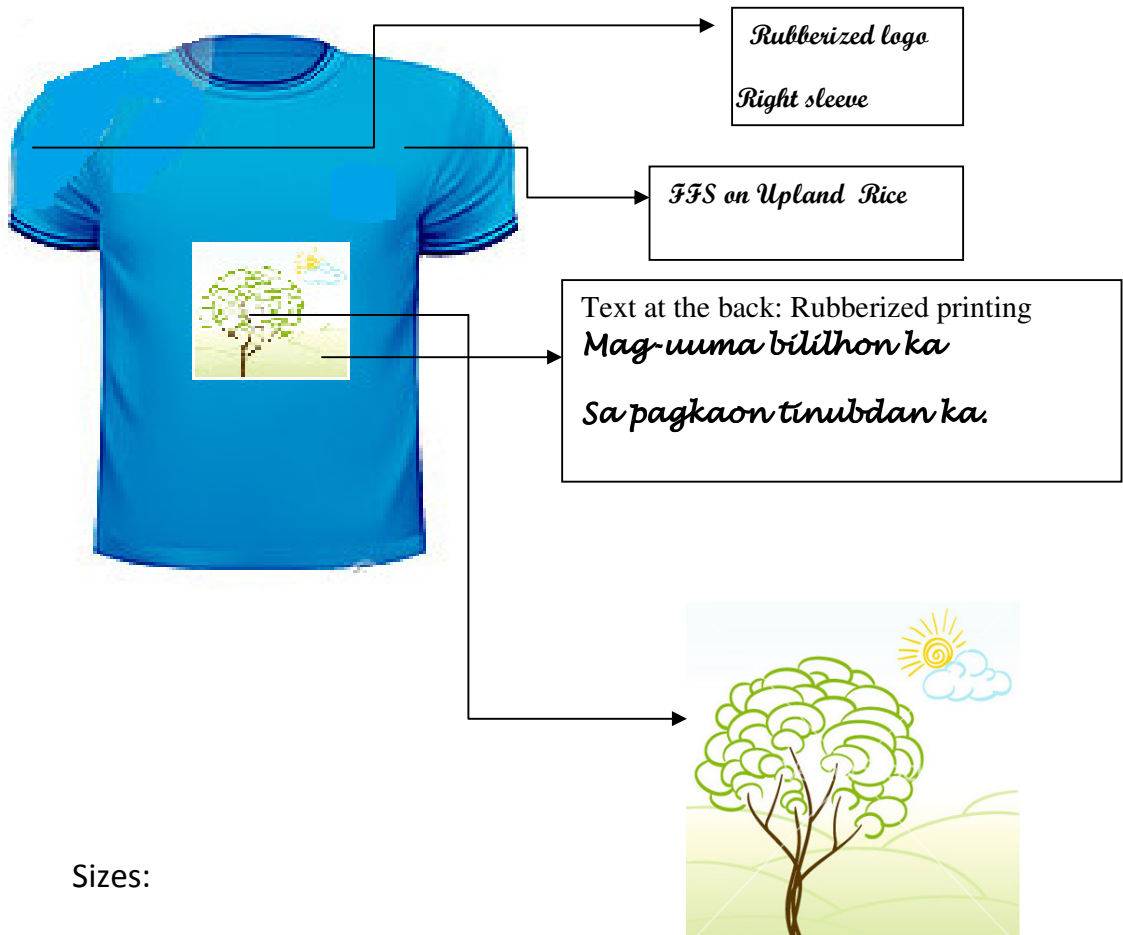 Rubberized logo
Right sleeve
FFS on Upland Rice
Text at the back: Rubberized printing
Mag-uuma bililhon ka
Sa pagkaon tinubdan ka.
Sizes: